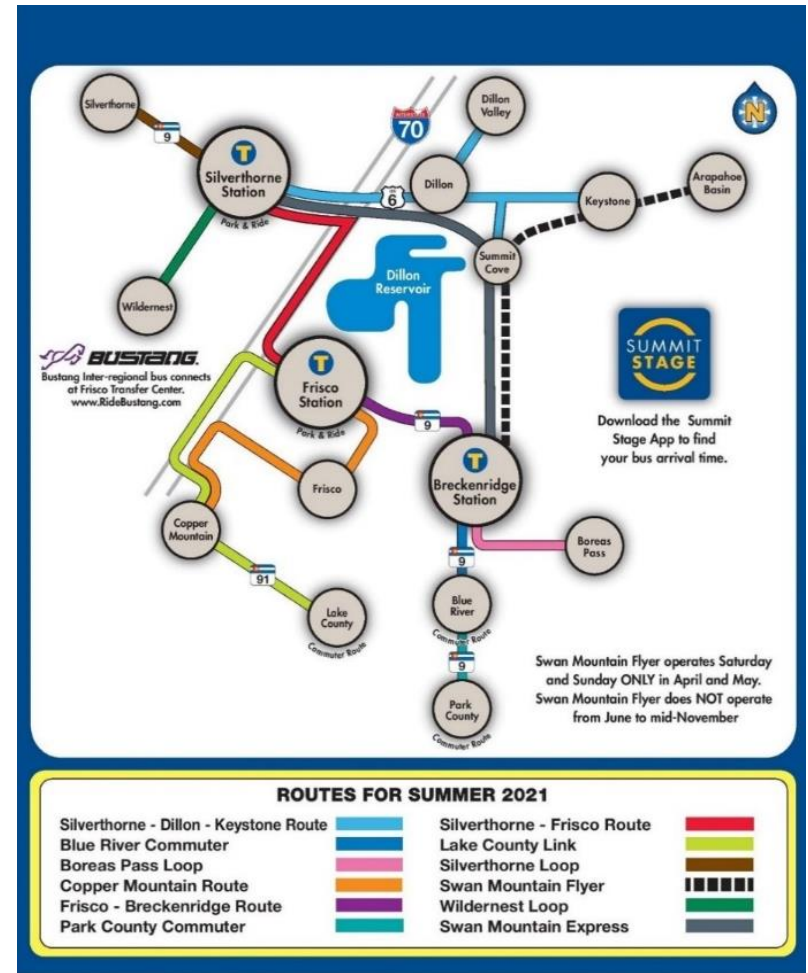 Silverthorne
9
T
Silverthorne
Station
Park & Ride
INTERSTATE
70
Dillon
Valley
N
Dillon
6
Keystone
Arapahoe
Basin
Summit
Cove
Dillon
Reservoir
Wildernest
BUSTANG.
Bustang Inter-regional bus connects
at Frisco Transfer Center.
www.RideBustang.com
T
Frisco
Station
Park & Ride
SUMMIT
STAGE
Download the Summit
Stage App to find
your bus arrival time.
9
T
Breckenridge
Station
Frisco
Copper
Mountain
91
Lake
County
Commuter Route
Boreas
Pass
9
Blue
River
Commuter Route
9
Park
County
Commuter Route
Swan Mountain Flyer operates Saturday
and Sunday ONLY in April and May.
Swan Mountain Flyer does NOT operate
from June to mid-November
ROUTES FOR SUMMER 2021
Silverthorne - Dillon - Keystone Route
Blue River Commuter
Boreas Pass Loop
Copper Mountain Route
Frisco - Breckenridge Route
Park County Commuter
Silverthorne - Frisco Route
Lake County Link
Silverthorne Loop
Swan Mountain Flyer
Wildernest Loop
Swan Mountain Express